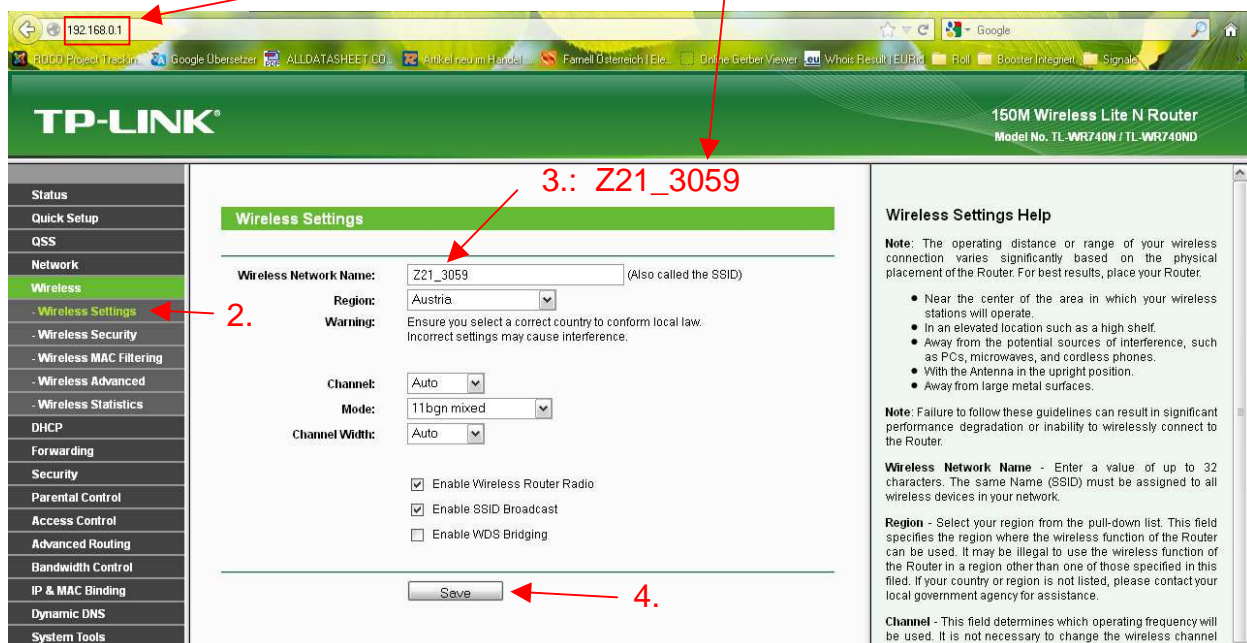 192.168.0.1
Google
ROCO Project Trackin...
Google Übersetzer
ALLDATASHEET.CO...
Artikel neu im Handel ...
Farnell Österreich | Ele...
Online Gerber Viewer
eu Whois Result | EURid
Roll
Booster Integriert
Signale
TP-LINK®
150M Wireless Lite N Router
Model No. TL-WR740N / TL-WR740ND
Status
Quick Setup
QSS
Network
Wireless
- Wireless Settings
- Wireless Security
- Wireless MAC Filtering
- Wireless Advanced
- Wireless Statistics
DHCP
Forwarding
Security
Parental Control
Access Control
Advanced Routing
Bandwidth Control
IP & MAC Binding
Dynamic DNS
System Tools
2.
3.: Z21_3059
Wireless Settings
Wireless Network Name: Z21_3059 (Also called the SSID)
Region: Austria
Warning: Ensure you select a correct country to conform local law.
Incorrect settings may cause interference.
Channel: Auto
Mode: 11bgn mixed
Channel Width: Auto
Enable Wireless Router Radio
Enable SSID Broadcast
Enable WDS Bridging
Save
4.
Wireless Settings Help
Note: The operating distance or range of your wireless
connection varies significantly based on the physical
placement of the Router. For best results, place your Router.
Near the center of the area in which your wireless
stations will operate.
In an elevated location such as a high shelf.
Away from the potential sources of interference, such
as PCs, microwaves, and cordless phones.
With the Antenna in the upright position.
Away from large metal surfaces.
Note: Failure to follow these guidelines can result in significant
performance degradation or inability to wirelessly connect to
the Router.
Wireless Network Name - Enter a value of up to 32
characters. The same Name (SSID) must be assigned to all
wireless devices in your network.
Region - Select your region from the pull-down list. This field
specifies the region where the wireless function of the Router
can be used. It may be illegal to use the wireless function of
the Router in a region other than one of those specified in this
filed. If your country or region is not listed, please contact your
local government agency for assistance.
Channel - This field determines which operating frequency will
be used. It is not necessary to change the wireless channel